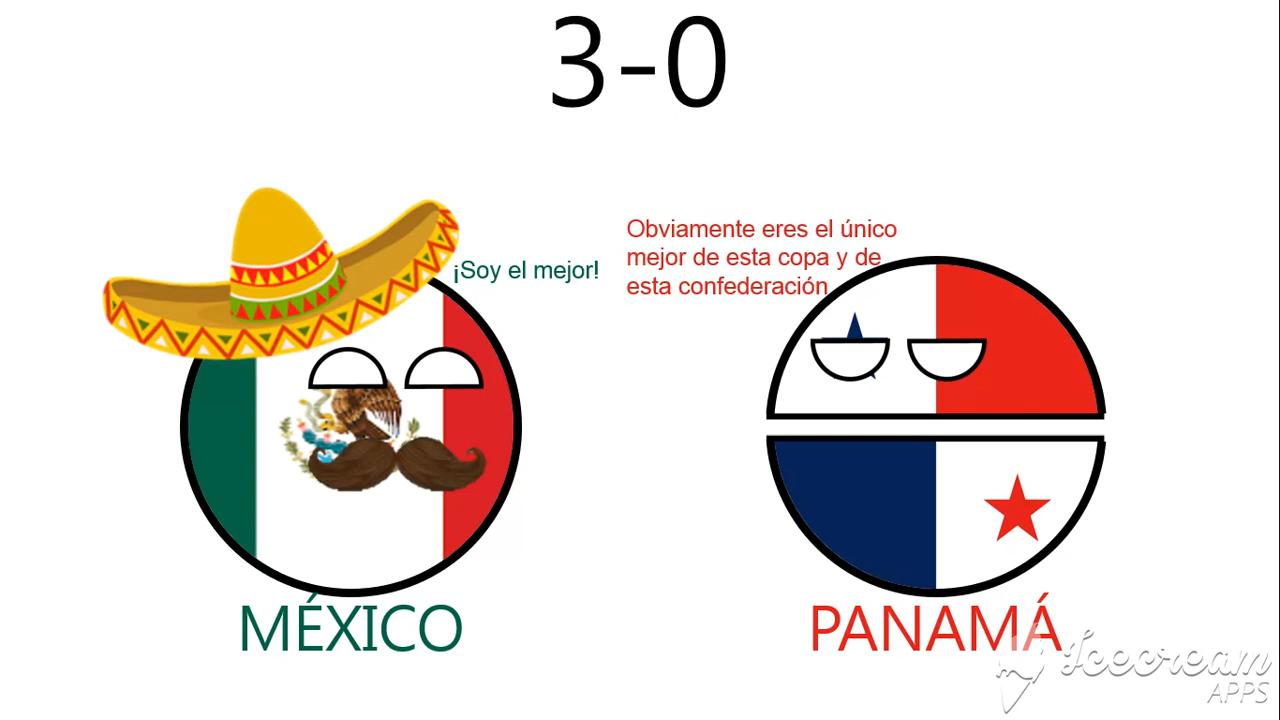 3-0
¡Soy el mejor!
Obviamente eres el único
mejor de esta copa y de
esta confederación
MÉXICO
PANAMÁ
Icecream
APPS